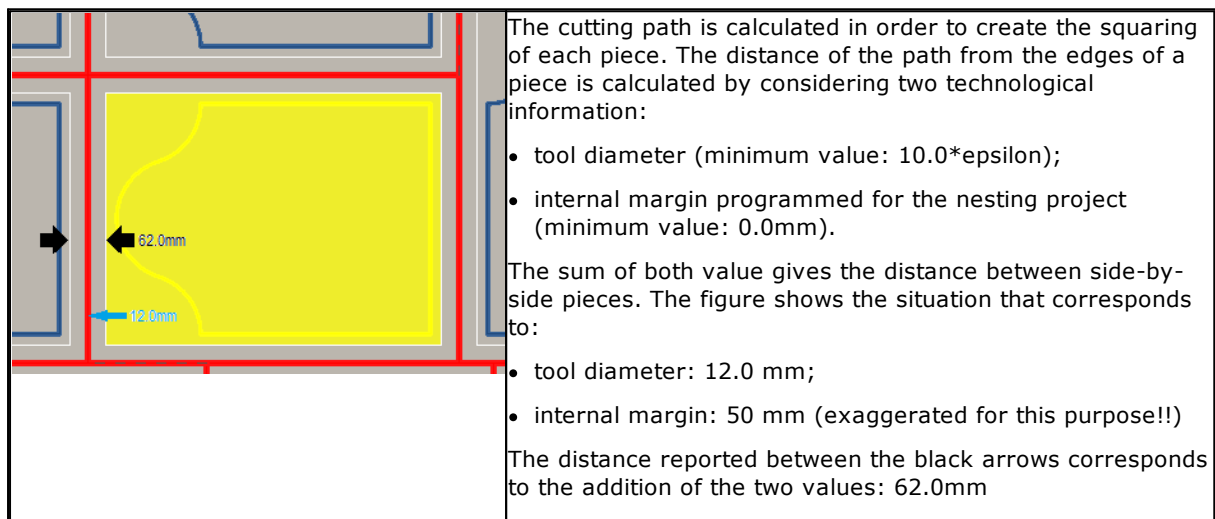 62.0mm
12.0mm
The cutting path is calculated in order to create the squaring
of each piece. The distance of the path from the edges of a
piece is calculated by considering two technological
information:
• tool diameter (minimum value: 10.0*epsilon);
• internal margin programmed for the nesting project
(minimum value: 0.0mm).
The sum of both value gives the distance between side-by-
side pieces. The figure shows the situation that corresponds
to:
• tool diameter: 12.0 mm;
• internal margin: 50 mm (exaggerated for this purpose!!)
The distance reported between the black arrows corresponds
to the addition of the two values: 62.0mm